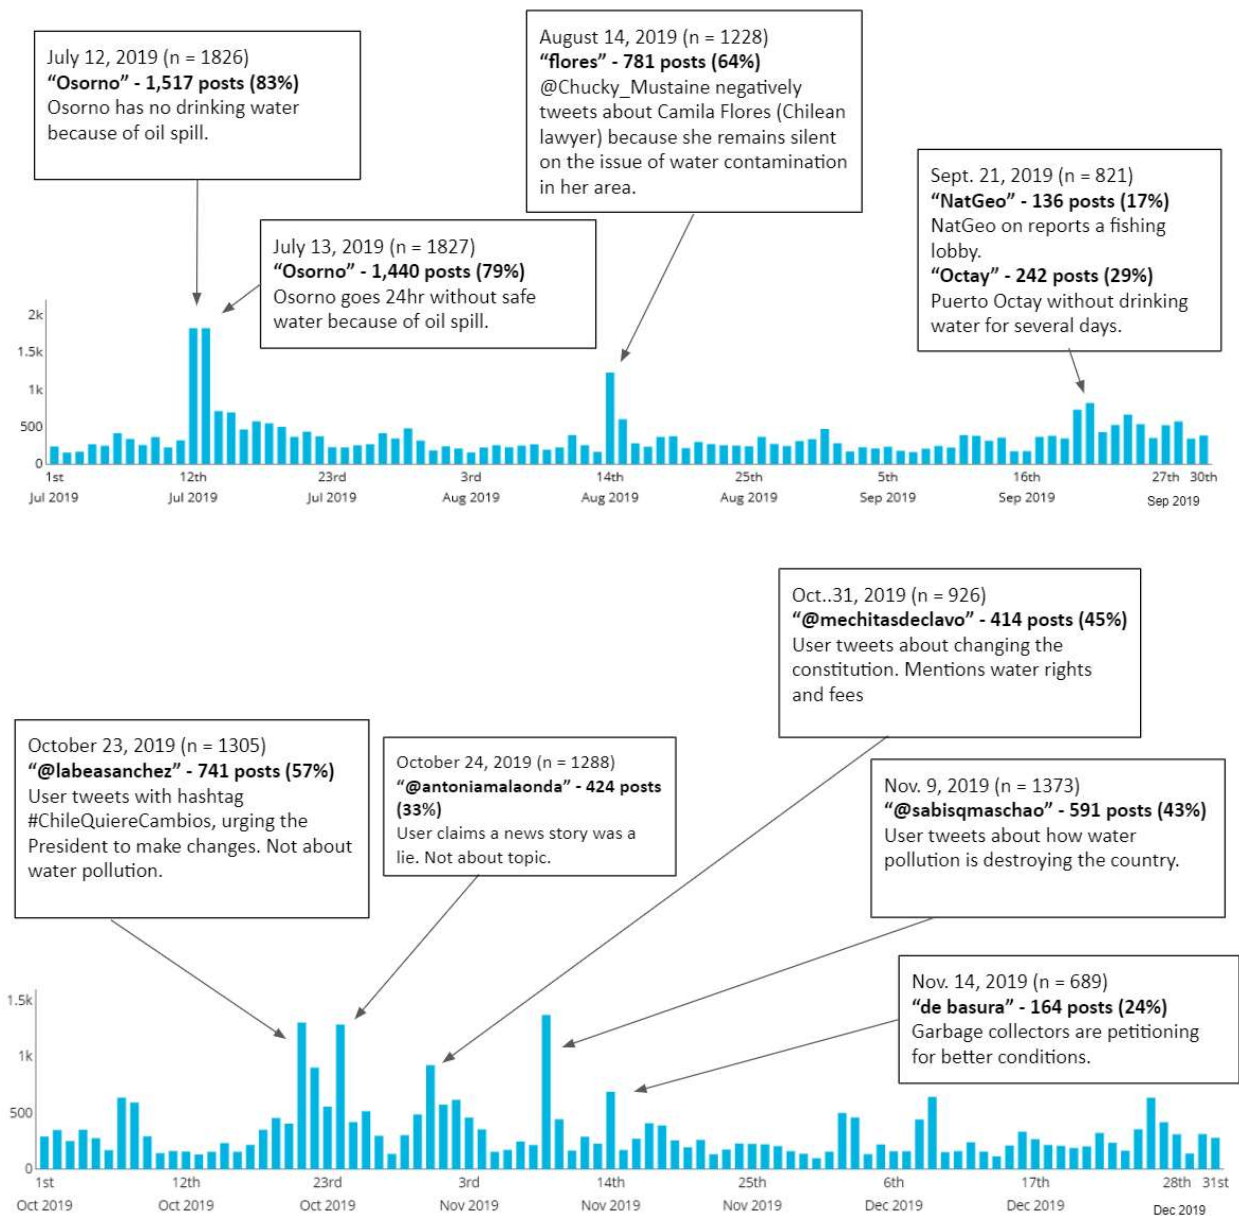 July 12, 2019 (n = 1826)
“Osorno” - 1,517 posts (83%)
Osorno has no drinking water
because of oil spill.
August 14, 2019 (n = 1228)
“flores” - 781 posts (64%)
@Chucky_Mustaine negatively
tweets about Camila Flores (Chilean
lawyer) because she remains silent
on the issue of water contamination
in her area.
Sept. 21, 2019 (n = 821)
“NatGeo” - 136 posts (17%)
NatGeo on reports a fishing
lobby.
“Octay” - 242 posts (29%)
Puerto Octay without drinking
water for several days.
July 13, 2019 (n = 1827)
“Osorno” - 1,440 posts (79%)
Osorno goes 24hr without safe
water because of oil spill.
2k
1.5k
1k
500
0
1st 12th 23rd 3rd 14th 25th 5th 16th 27th 30th
Jul 2019 Jul 2019 Jul 2019 Aug 2019 Aug 2019 Aug 2019 Sep 2019 Sep 2019 Sep 2019
Oct..31, 2019 (n = 926)
“@mechitasdeclavo” - 414 posts (45%)
User tweets about changing the
constitution. Mentions water rights
and fees
October 23, 2019 (n = 1305)
“@labeasanchez” - 741 posts (57%)
User tweets with hashtag
#ChileQuiereCambios, urging the
President to make changes. Not about
water pollution.
October 24, 2019 (n = 1288)
“@antoniamalaonda” - 424 posts
(33%)
User claims a news story was a
lie. Not about topic.
Nov. 9, 2019 (n = 1373)
“@sabisqmaschao” - 591 posts (43%)
User tweets about how water
pollution is destroying the country.
Nov. 14, 2019 (n = 689)
“de basura” - 164 posts (24%)
Garbage collectors are petitioning
for better conditions.
1.5k
1k
500
0
1st 12th 23rd 3rd 14th 25th 6th 17th 28th 31st
Oct 2019 Oct 2019 Oct 2019 Nov 2019 Nov 2019 Nov 2019 Dec 2019 Dec 2019 Dec 2019